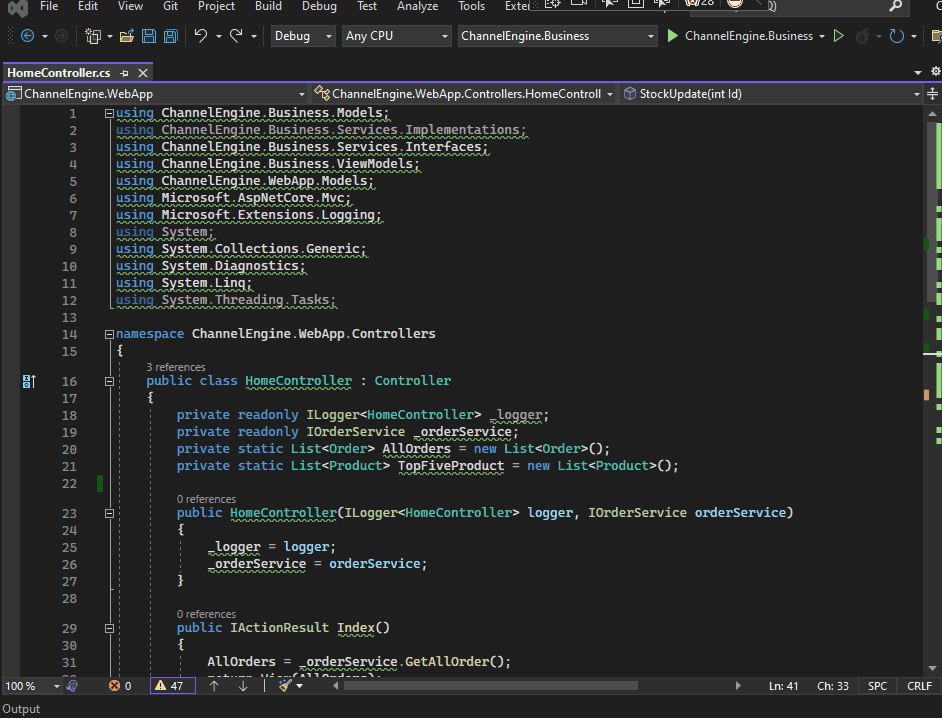 File Edit View Git Project Build Debug Test Analyze Tools
Debug Any CPU ChannelEngine.Business ChannelEngine.Business
HomeController.cs
ChannelEngine.WebApp ChannelEngine.WebApp.Controllers.HomeControll StockUpdate(int Id)
1 using ChannelEngine.Business.Models;
2 using ChannelEngine.Business.Services.Implementations;
3 using ChannelEngine.Business.Services.Interfaces;
4 using ChannelEngine.Business.ViewModels;
5 using ChannelEngine.WebApp.Models;
6 using Microsoft.AspNetCore.Mvc;
7 using Microsoft.Extensions.Logging;
8 using System;
9 using System.Collections.Generic;
10 using System.Diagnostics;
11 using System.Linq;
12 using System.Threading.Tasks;
13
14 namespace ChannelEngine.WebApp.Controllers
15 {
3 references
16 public class HomeController : Controller
17 {
18 private readonly ILogger<HomeController> _logger;
19 private readonly IOrderService _orderService;
20 private static List<Order> AllOrders = new List<Order>();
21 private static List<Product> TopFiveProduct = new List<Product>();
22
0 references
23 public HomeController(ILogger<HomeController> logger, IOrderService orderService)
24 {
25 _logger = logger;
26 _orderService = orderService;
27 }
28
0 references
29 public IActionResult Index()
30 {
31 AllOrders = _orderService.GetAllOrder();
return View(AllOrders);
100 % 0 47 Ln: 41 Ch: 33 SPC CRLF
Output